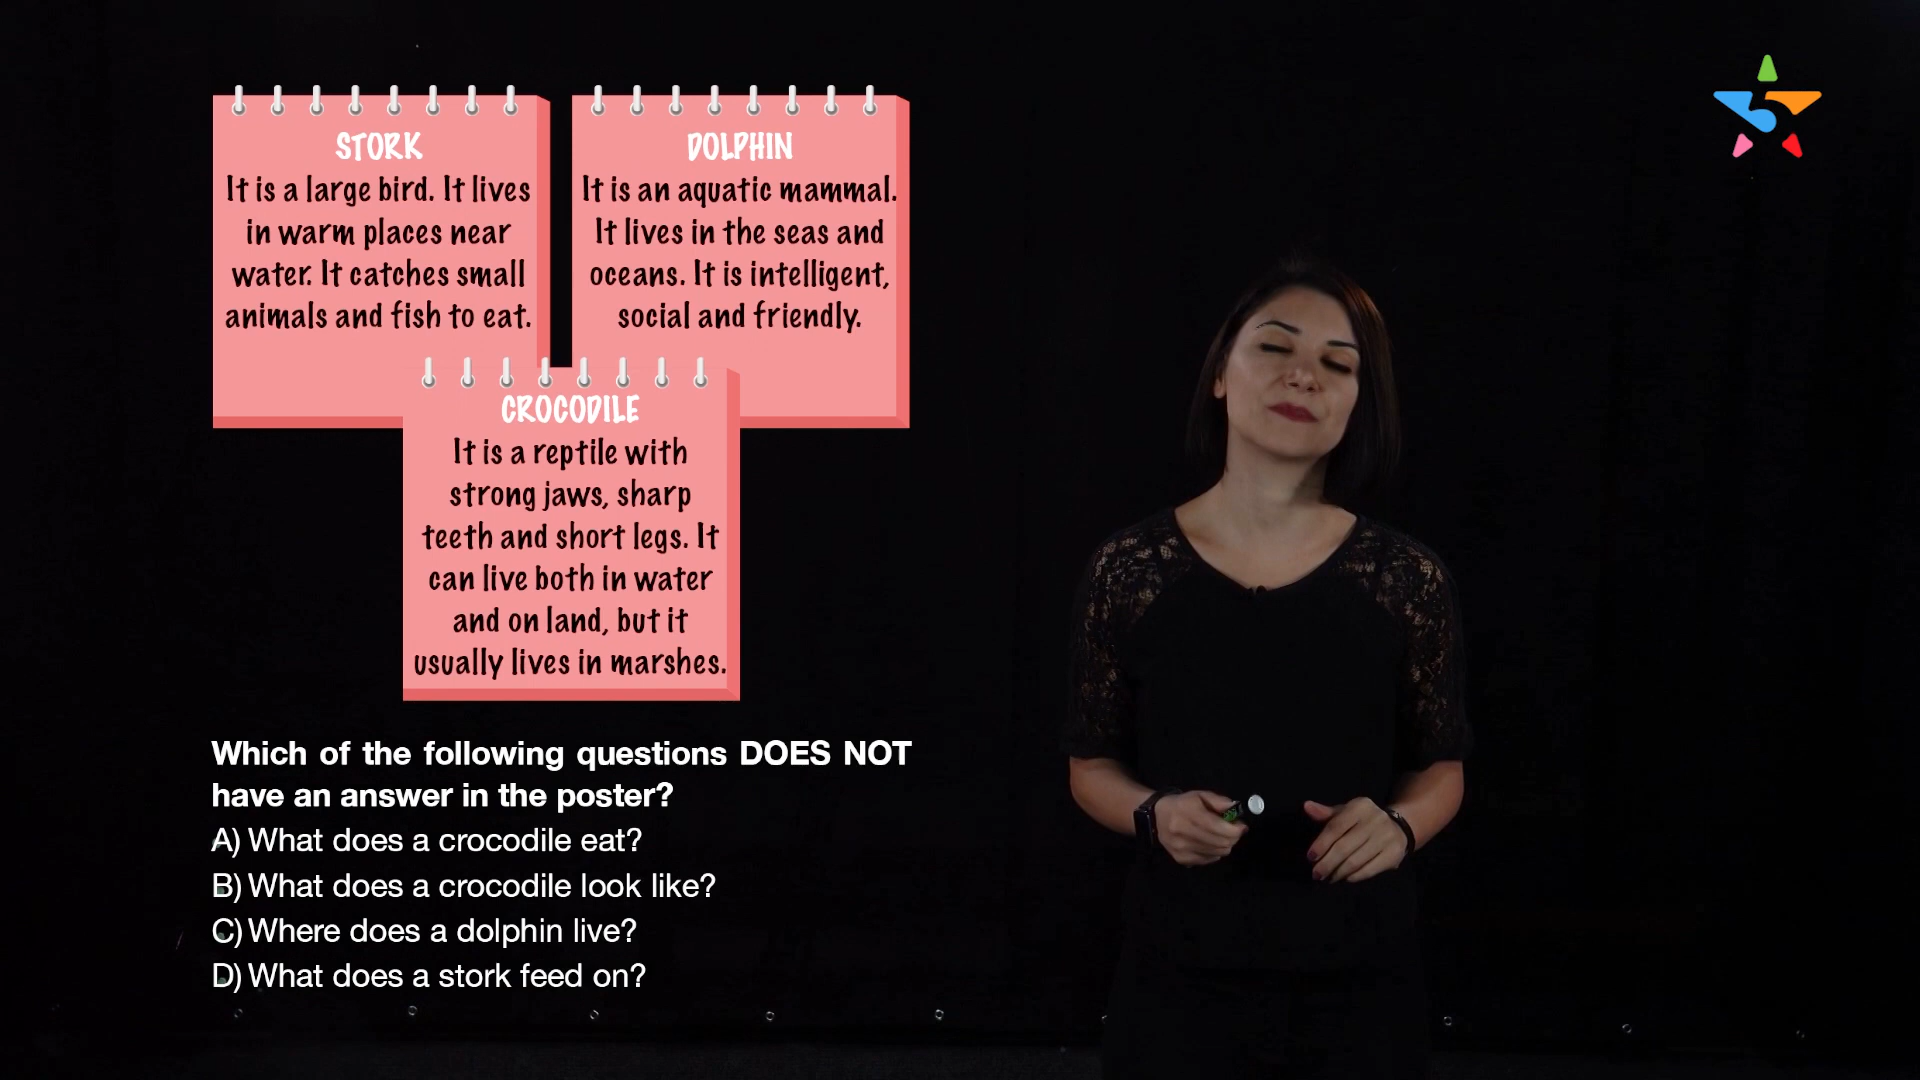 STORK
It is a large bird. It lives
in warm places near
water. It catches small
animals and fish to eat.
DOLPHIN
It is an aquatic mammal.
It lives in the seas and
oceans. It is intelligent,
social and friendly.
CROCODILE
It is a reptile with
strong jaws, sharp
teeth and short legs. It
can live both in water
and on land, but it
usually lives in marshes.
Which of the following questions DOES NOT
have an answer in the poster?
A) What does a crocodile eat?
B) What does a crocodile look like?
C) Where does a dolphin live?
D) What does a stork feed on?
5